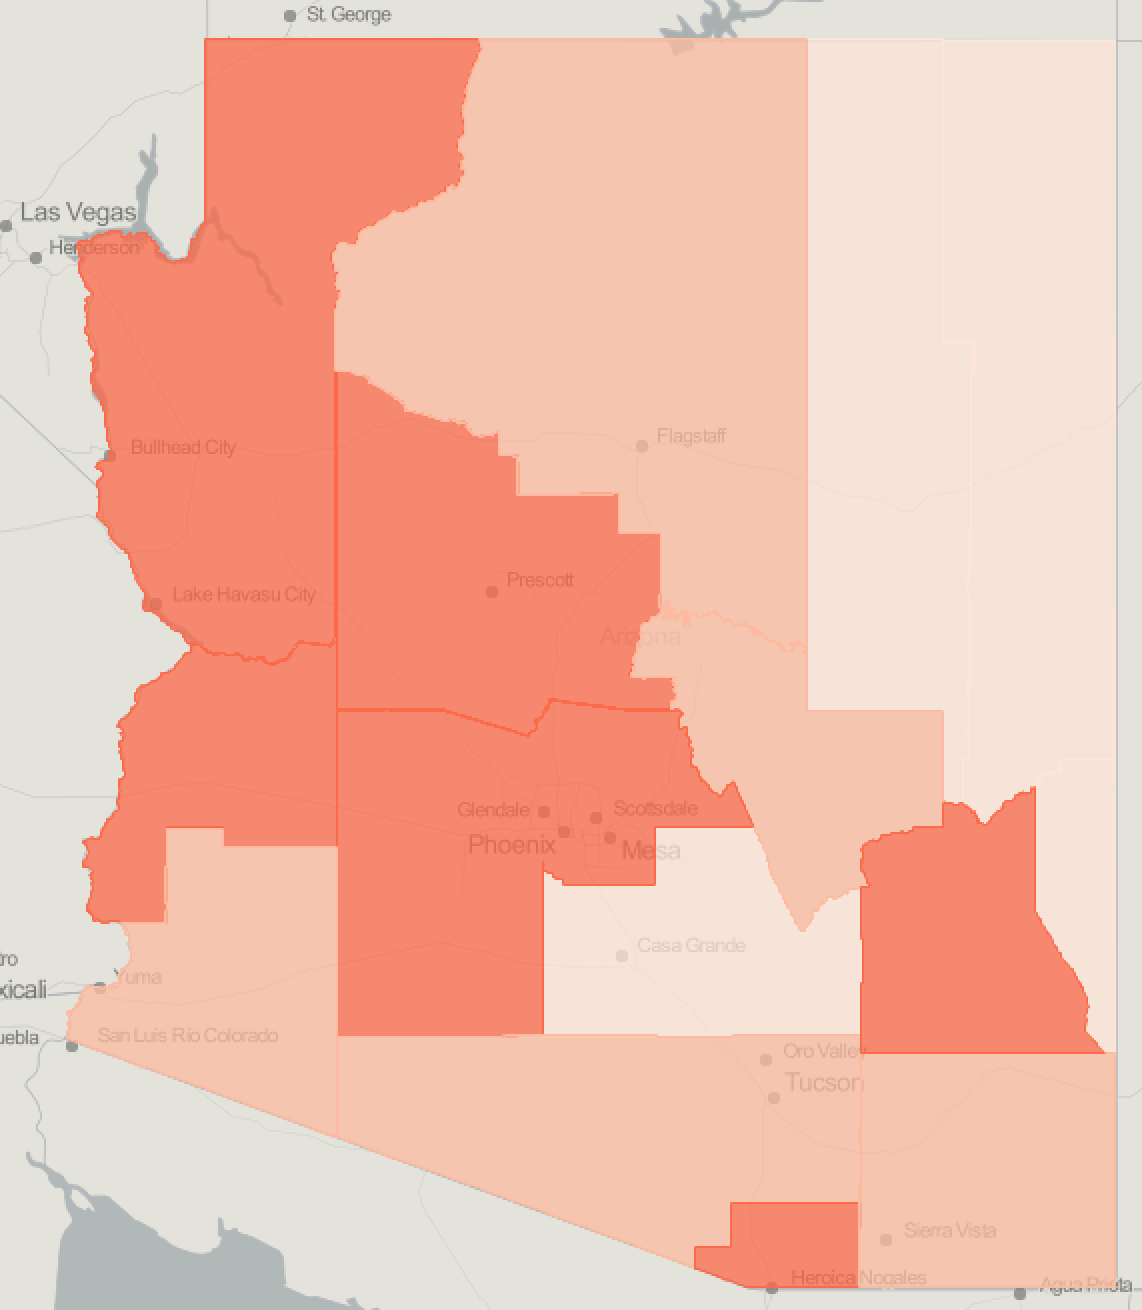 St. George
Las Vegas
Henderson
Flagstaff
Bullhead City
Prescott
Lake Havasu City
Arizona
Glendale
Scottsdale
Phoenix
Mesa
Casa Grande
tro
Yuma
xicali
San Luis Río Colorado
uebla
Oro Valley
Tucson
Sierra Vista
Heroica Nogales
Agua Prieta